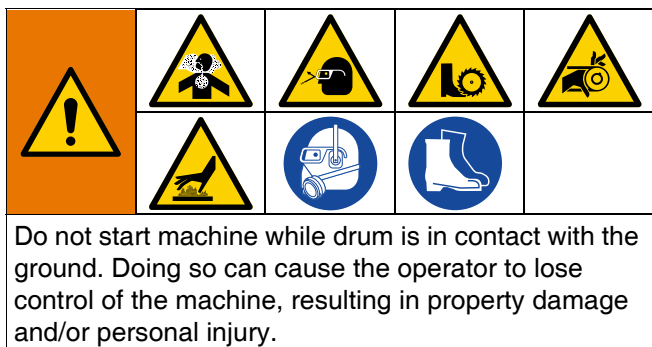 Do not start machine while drum is in contact with the
ground. Doing so can cause the operator to lose
control of the machine, resulting in property damage
and/or personal injury.